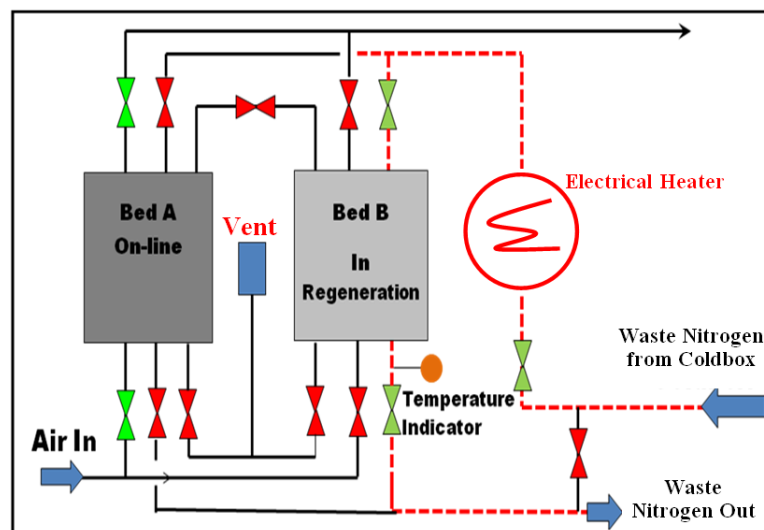 Electrical Heater
Bed A
On-line
Vent
Bed B
In
Regeneration
Waste Nitrogen
from Coldbox
Temperature
Indicator
Air In
Waste
Nitrogen Out